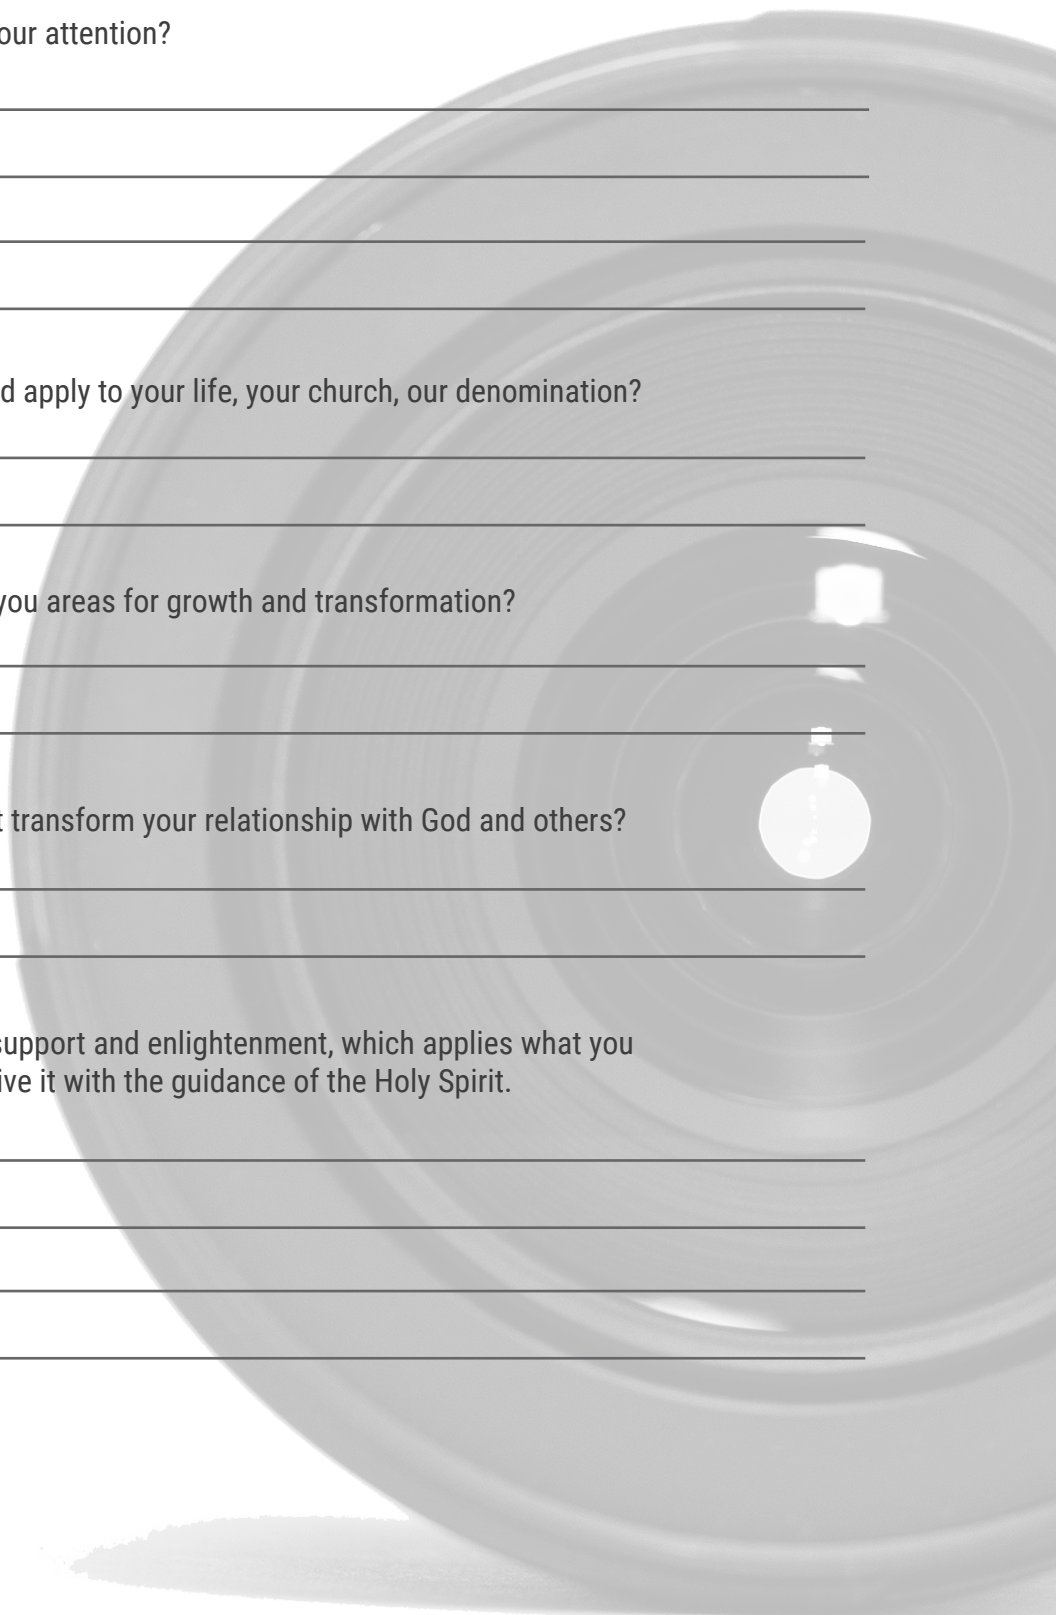 our attention?
d apply to your life, your church, our denomination?
you areas for growth and transformation?
t transform your relationship with God and others?
support and enlightenment, which applies what you
ive it with the guidance of the Holy Spirit.